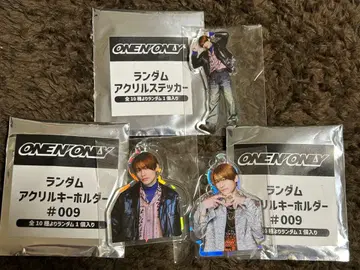 ONE N' ONLY
ランダム
アクリルステッカー
全10種よりランダム1個入り
ONE N' ONLY
ランダム
アクリルキーホルダー
#009
全10種よりランダム1個入り
ONE N' ONLY
ランダム
クリルキーホルダー
#009
全10種よりランダム1個入り